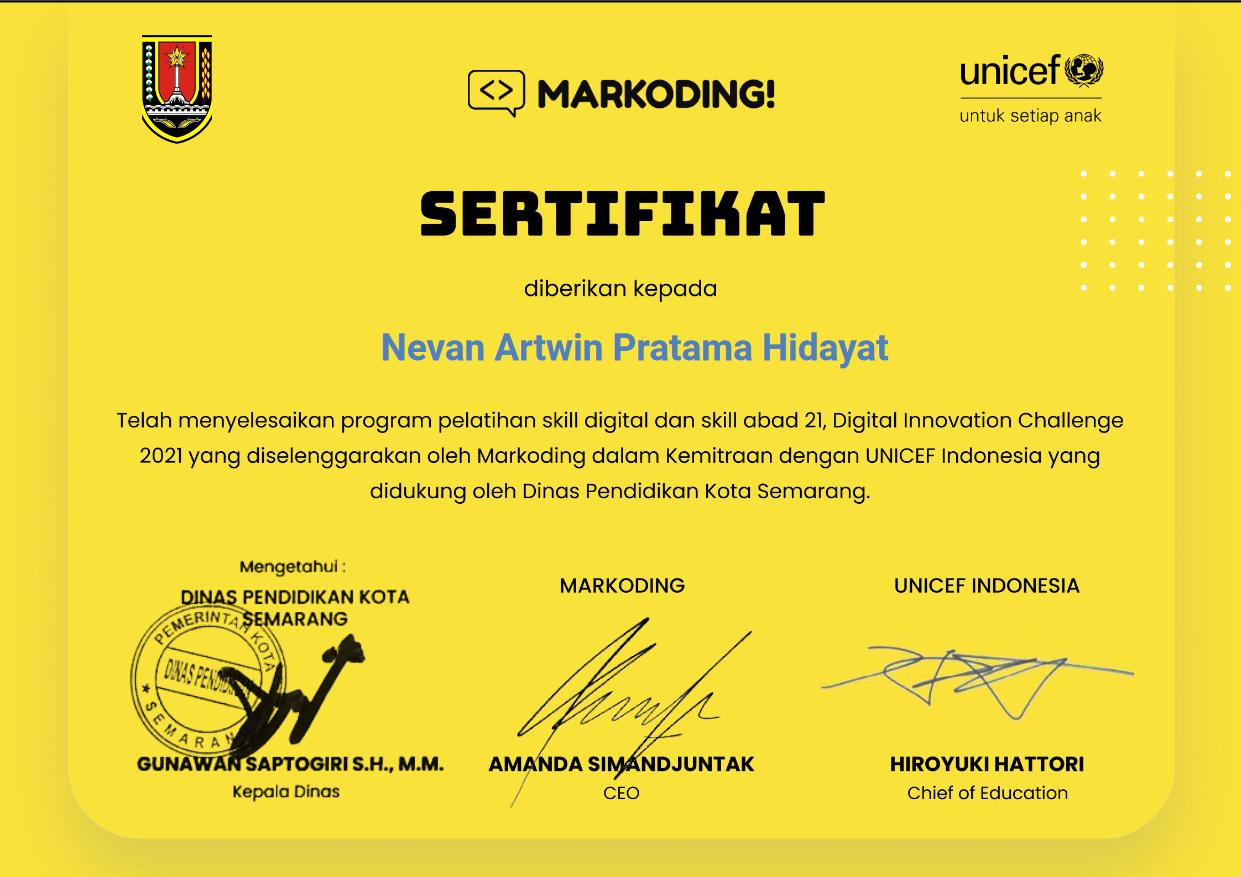 MARKODING!
unicef
untuk setiap anak
SERTIFIKAT
diberikan kepada
Nevan Artwin Pratama Hidayat
Telah menyelesaikan program pelatihan skill digital dan skill abad 21, Digital Innovation Challenge
2021 yang diselenggarakan oleh Markoding dalam Kemitraan dengan UNICEF Indonesia yang
didukung oleh Dinas Pendidikan Kota Semarang.
Mengetahui :
DINAS PENDIDIKAN KOTA
SEMARANG
PEMERINTAH KOTA
DINAS PENDIDIKAN
SEMARANG
GUNAWAN SAPTOGIRI S.H., M.M.
Kepala Dinas
MARKODING
AMANDA SIMANDJUNTAK
CEO
UNICEF INDONESIA
HIROYUKI HATTORI
Chief of Education